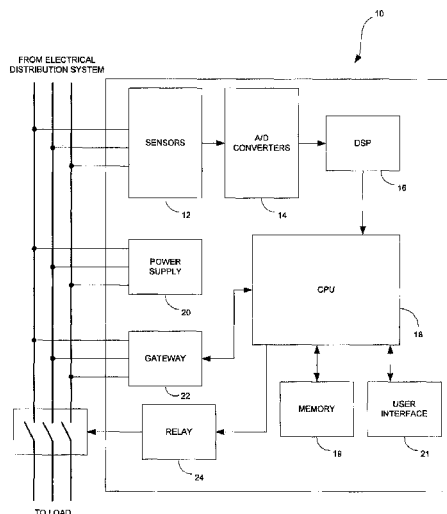 10
FROM ELECTRICAL
DISTRIBUTION SYSTEM
SENSORS
12
A/D
CONVERTERS
14
DSP
16
POWER
SUPPLY
20
CPU
18
GATEWAY
22
RELAY
24
MEMORY
19
USER
INTERFACE
21
TO LOAD